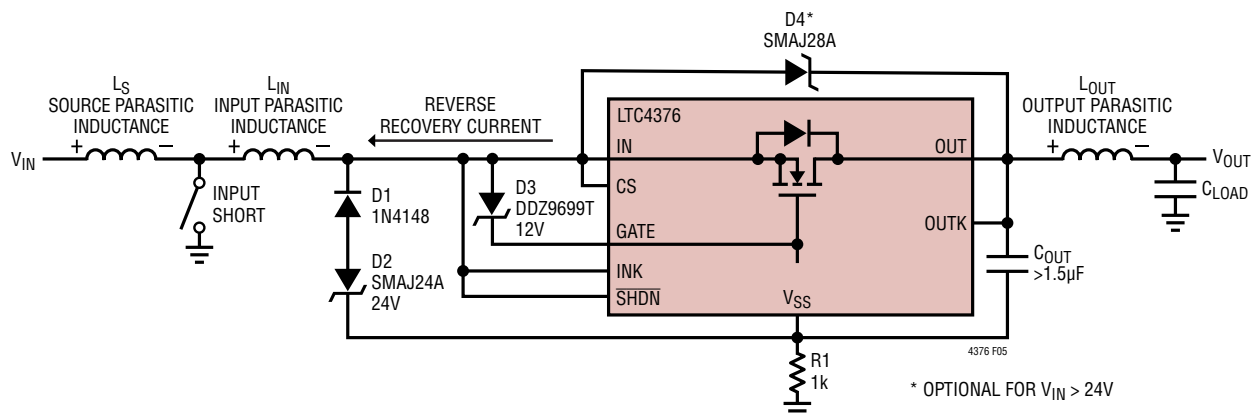 D4*
SMAJ28A
LS
SOURCE PARASITIC
INDUCTANCE
+
–
LIN
INPUT PARASITIC
INDUCTANCE
+
–
REVERSE
RECOVERY CURRENT
LTC4376
LOUT
OUTPUT PARASITIC
INDUCTANCE
+
–
VIN
IN
OUT
VOUT
INPUT
SHORT
D1
1N4148
D3
DDZ9699T
12V
CS
CLOAD
GATE
OUTK
D2
SMAJ24A
24V
INK
SHDN
VSS
COUT
>1.5µF
4376 F05
R1
1k
* OPTIONAL FOR VIN > 24V